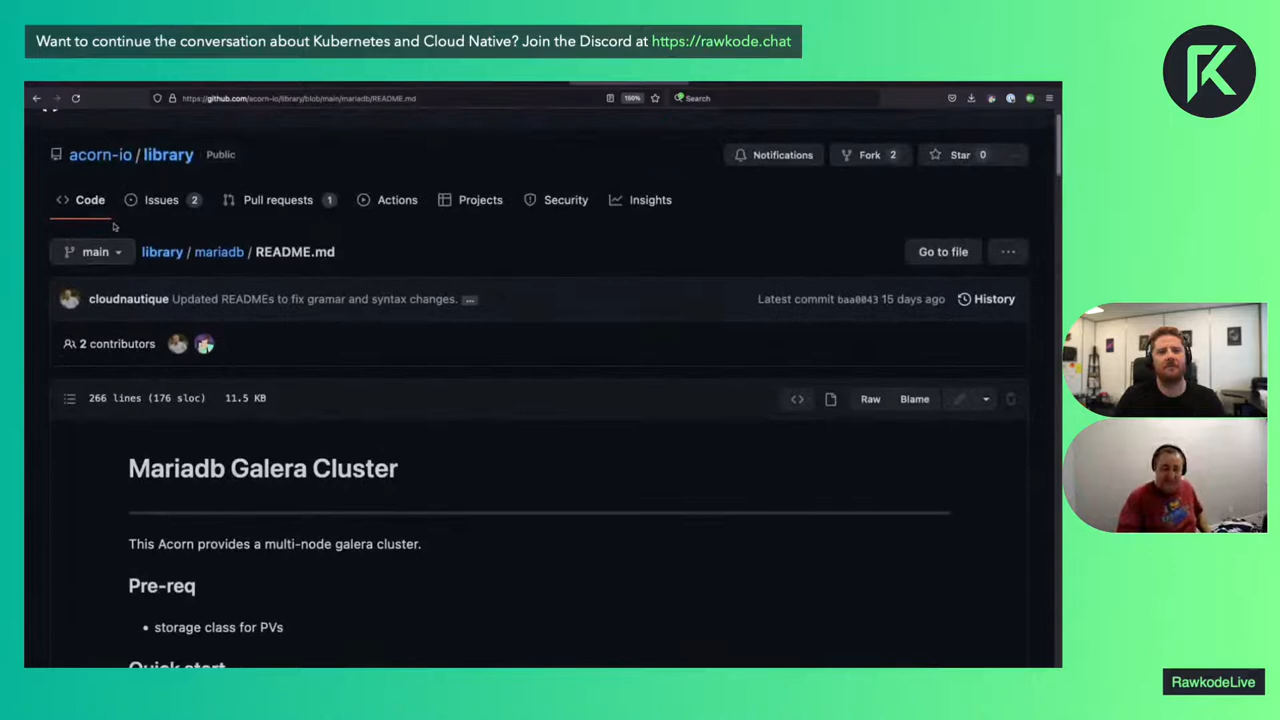 Want to continue the conversation about Kubernetes and Cloud Native? Join the Discord at https://rawkode.chat
https://github.com/acorn-io/library/blob/main/mariadb/README.md
150%
Search
acorn-io / library Public
Notifications
Fork 2
Star 0
Code
Issues 2
Pull requests 1
Actions
Projects
Security
Insights
main
library / mariadb / README.md
Go to file
cloudnautique Updated READMEs to fix gramar and syntax changes.
Latest commit baa0043 15 days ago
History
2 contributors
266 lines (176 sloc) 11.5 KB
Raw
Blame
Mariadb Galera Cluster
This Acorn provides a multi-node galera cluster.
Pre-req
• storage class for PVs
Quick start
RawkodeLive